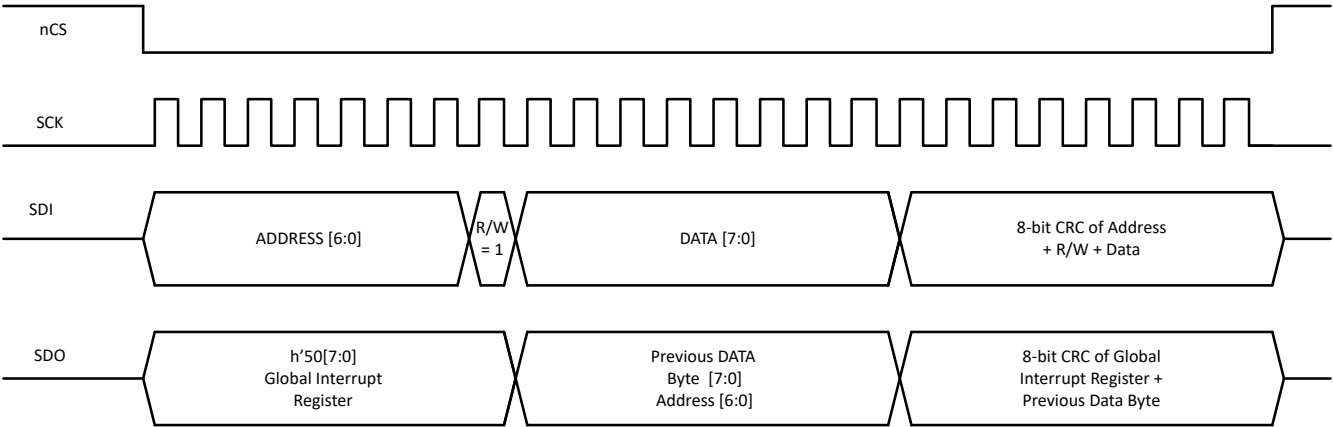 nCS
SCK
SDI
ADDRESS [6:0]
R/W
= 1
DATA [7:0]
8-bit CRC of Address
+ R/W + Data
SDO
h’50[7:0]
Global Interrupt
Register
Previous DATA
Byte [7:0]
Address [6:0]
8-bit CRC of Global
Interrupt Register +
Previous Data Byte